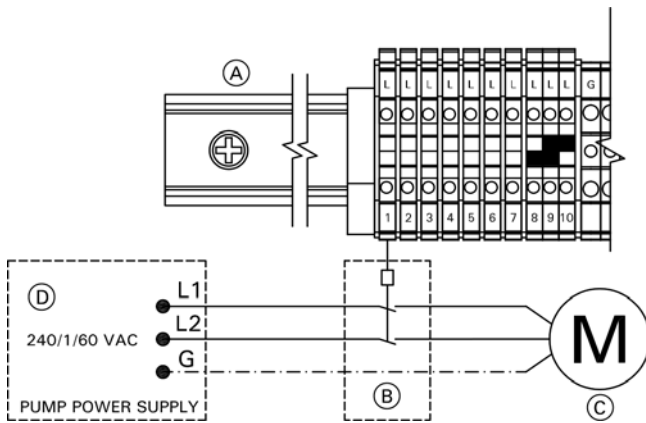 A
L L L L L L L L L L G
1 2 3 4 5 6 7 8 9 10
D
L1
L2
240/1/60 VAC
G
M
B
C
PUMP POWER SUPPLY